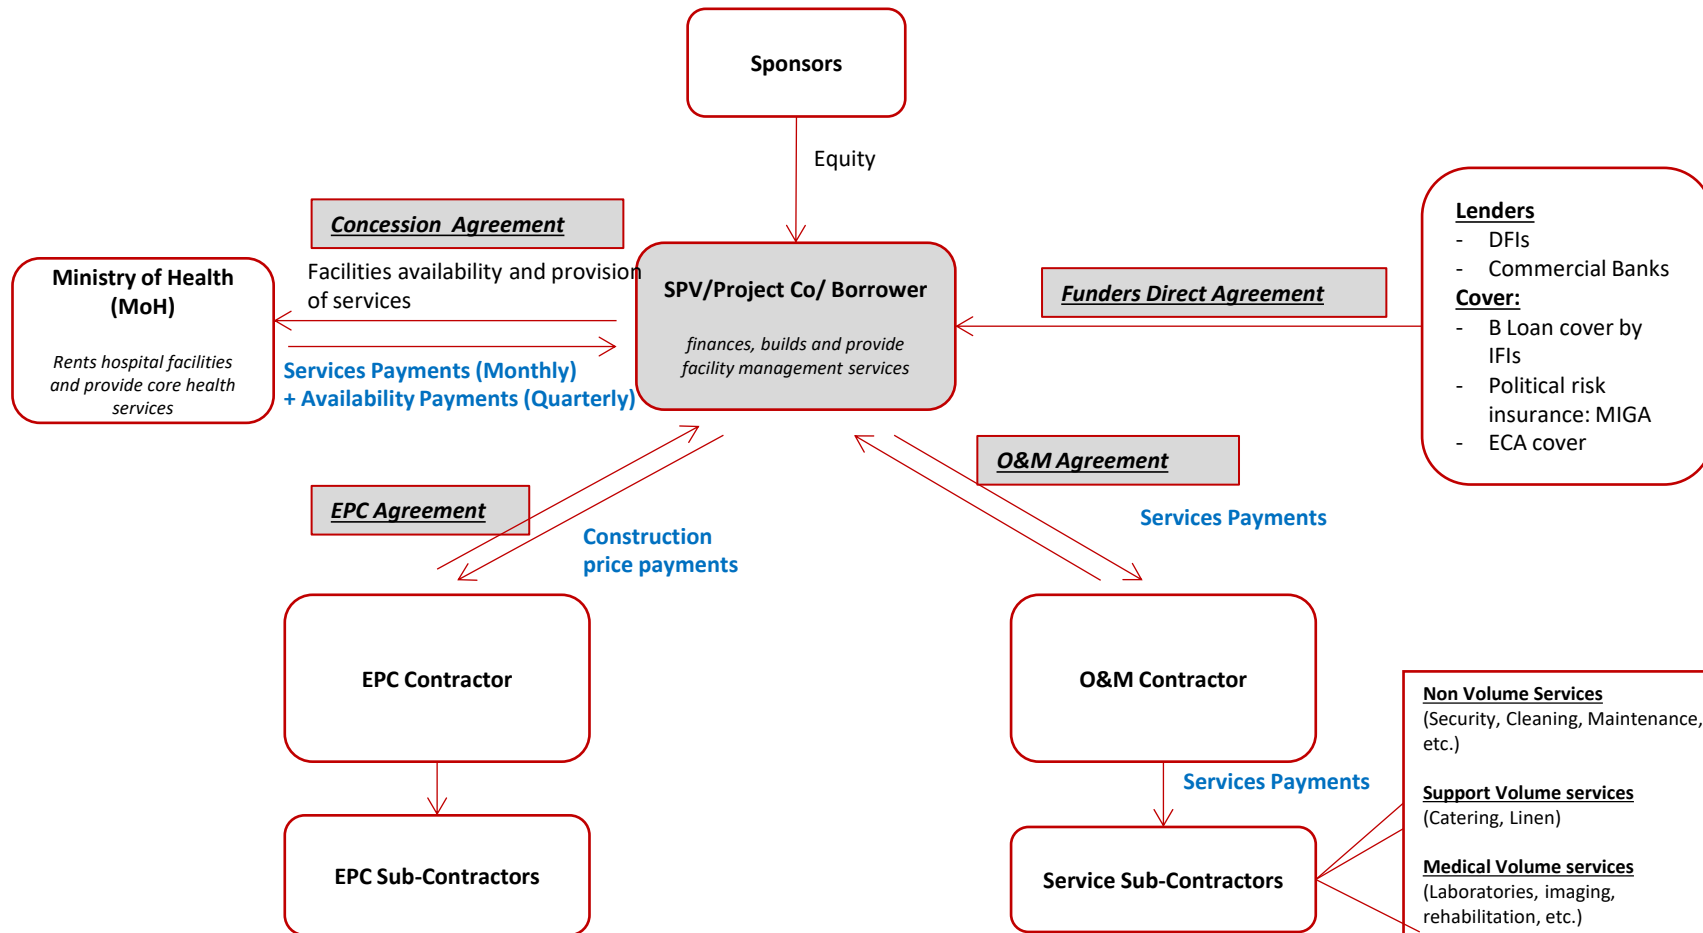 Sponsors
Equity
Concession  Agreement
Facilities availability and provision
of services
Ministry of Health
(MoH)
Rents hospital facilities
and provide core health
services
Services Payments (Monthly)
+ Availability Payments (Quarterly)
SPV/Project Co/ Borrower
finances, builds and provide
facility management services
Funders Direct Agreement
Lenders
- DFIs
- Commercial Banks
Cover:
- B Loan cover by
IFIs
- Political risk
insurance: MIGA
- ECA cover
EPC Agreement
Construction
price payments
O&M Agreement
Services Payments
EPC Contractor
O&M Contractor
Services Payments
EPC Sub-Contractors
Service Sub-Contractors
Non Volume Services
(Security, Cleaning, Maintenance,
etc.)
Support Volume services
(Catering, Linen)
Medical Volume services
(Laboratories, imaging,
rehabilitation, etc.)